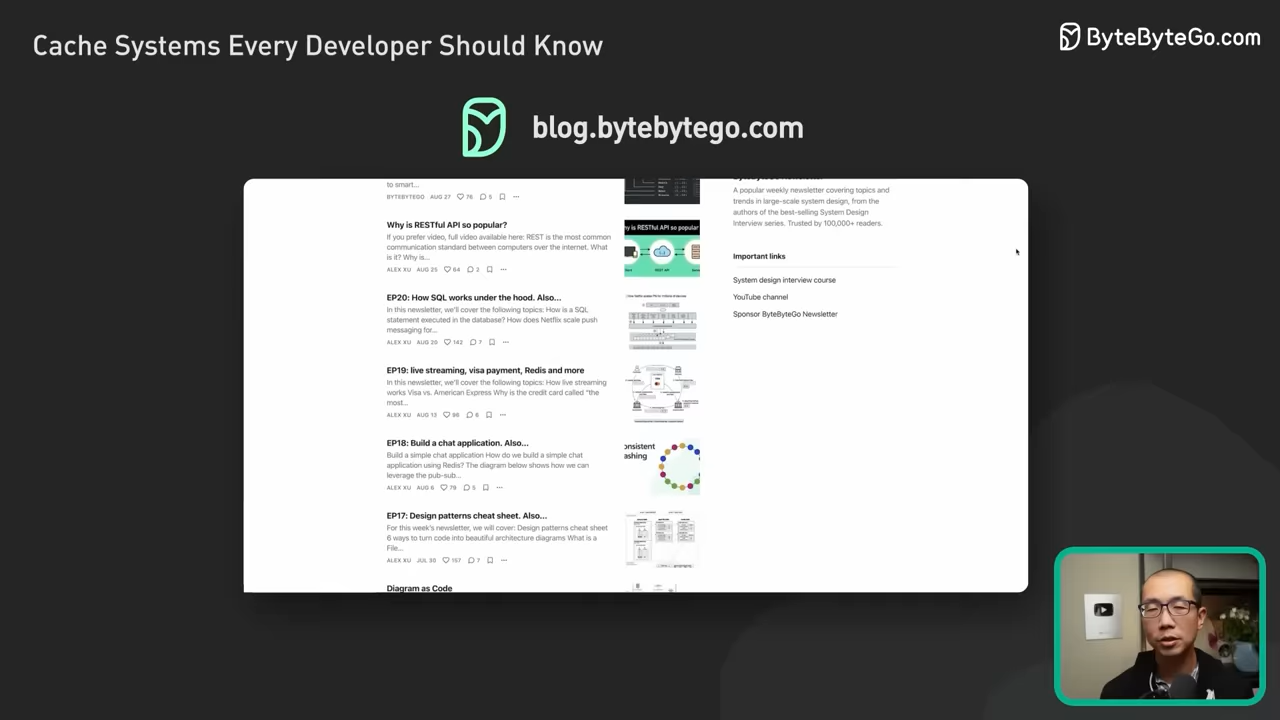 Cache Systems Every Developer Should Know
ByteByteGo.com
blog.bytebytego.com
to smart...
BYTEBYTEGO AUG 27 76 5
Why is RESTful API so popular?
If you prefer video, full video available here: REST is the most common
communication standard between computers over the internet. What
is it? Why is...
ALEX XU AUG 25 64 2
hy is RESTful API so popular
REST API
EP20: How SQL works under the hood. Also...
In this newsletter, we'll cover the following topics: How is a SQL
statement executed in the database? How does Netflix scale push
messaging for...
ALEX XU AUG 20 142 7
EP19: live streaming, visa payment, Redis and more
In this newsletter, we'll cover the following topics: How live streaming
works Visa vs. American Express Why is the credit card called "the
most...
ALEX XU AUG 13 96 6
EP18: Build a chat application. Also...
Build a simple chat application How do we build a simple chat
application using Redis? The diagram below shows how we can
leverage the pub-sub...
ALEX XU AUG 6 79 5
onsistent
ashing
EP17: Design patterns cheat sheet. Also...
For this week's newsletter, we will cover: Design patterns cheat sheet
6 ways to turn code into beautiful architecture diagrams What is a
File...
ALEX XU JUL 30 157 7
Diagram as Code
A popular weekly newsletter covering topics and
trends in large-scale system design, from the
authors of the best-selling System Design
Interview series. Trusted by 100,000+ readers.
Important links
System design interview course
YouTube channel
Sponsor ByteByteGo Newsletter